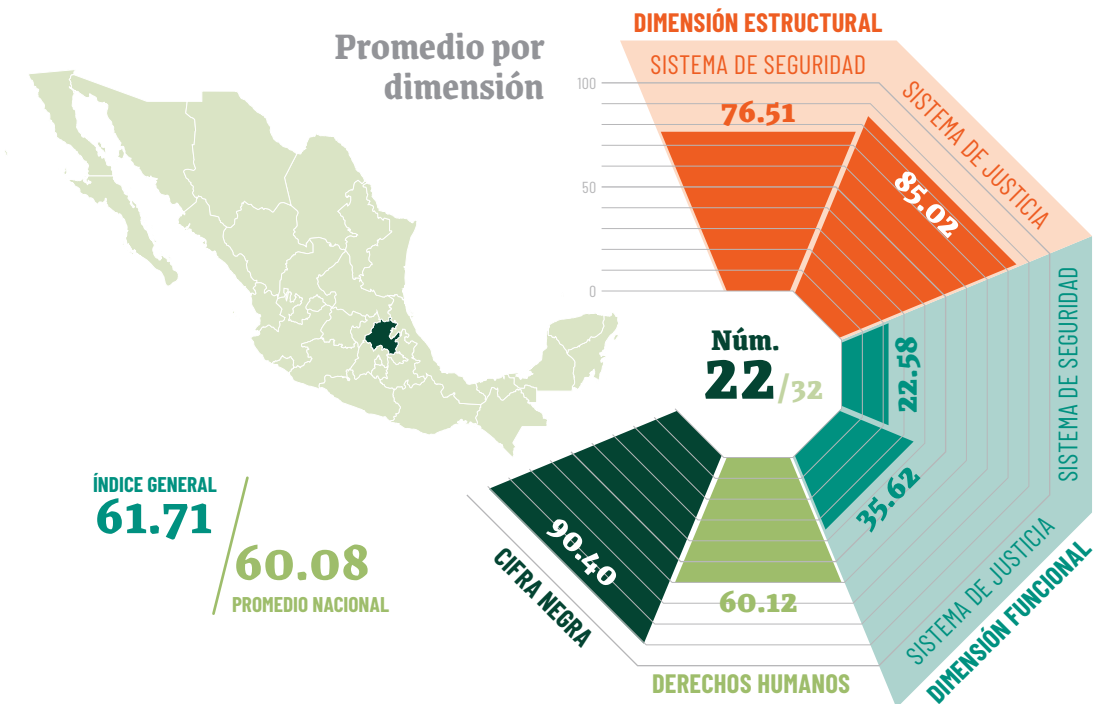 Promedio por
dimensión
DIMENSIÓN ESTRUCTURAL
SISTEMA DE SEGURIDAD
SISTEMA DE JUSTICIA
100
50
0
76.51
85.02
Núm.
22/32
22.58
SISTEMA DE SEGURIDAD
35.62
SISTEMA DE JUSTICIA
DIMENSIÓN FUNCIONAL
60.12
DERECHOS HUMANOS
90.40
CIFRA NEGRA
ÍNDICE GENERAL
61.71
60.08
PROMEDIO NACIONAL